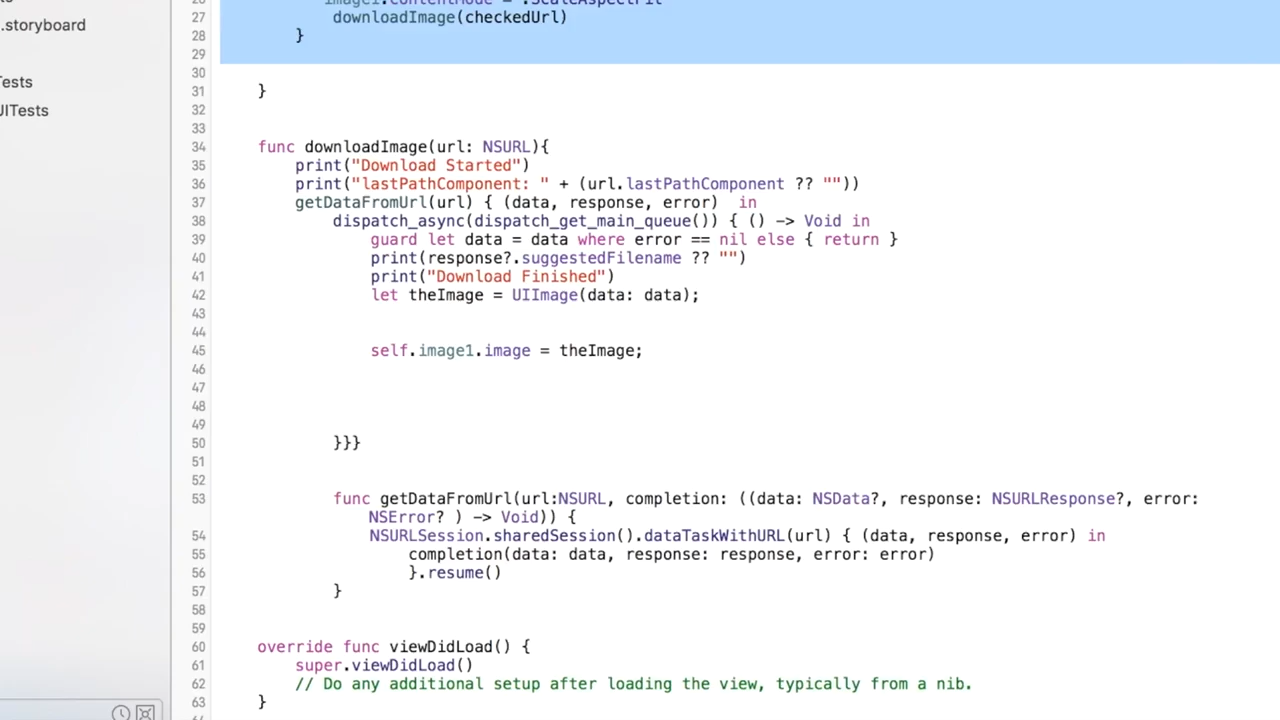 26 image1.contentMode = .ScaleAspectFit
.storyboard
27 downloadImage(checkedUrl)
28 }
29
30
Tests
31 }
UITests
32
33
34 func downloadImage(url: NSURL){
35 print("Download Started")
36 print("lastPathComponent: " + (url.lastPathComponent ?? ""))
37 getDataFromUrl(url) { (data, response, error) in
38 dispatch_async(dispatch_get_main_queue()) { () -> Void in
39 guard let data = data where error == nil else { return }
40 print(response?.suggestedFilename ?? "")
41 print("Download Finished")
42 let theImage = UIImage(data: data);
43
44
45 self.image1.image = theImage;
46
47
48
49
50 }}}
51
52
53 func getDataFromUrl(url:NSURL, completion: ((data: NSData?, response: NSURLResponse?, error:
NSError? ) -> Void)) {
54 NSURLSession.sharedSession().dataTaskWithURL(url) { (data, response, error) in
55 completion(data: data, response: response, error: error)
56 }.resume()
57 }
58
59
60 override func viewDidLoad() {
61 super.viewDidLoad()
62 // Do any additional setup after loading the view, typically from a nib.
63 }